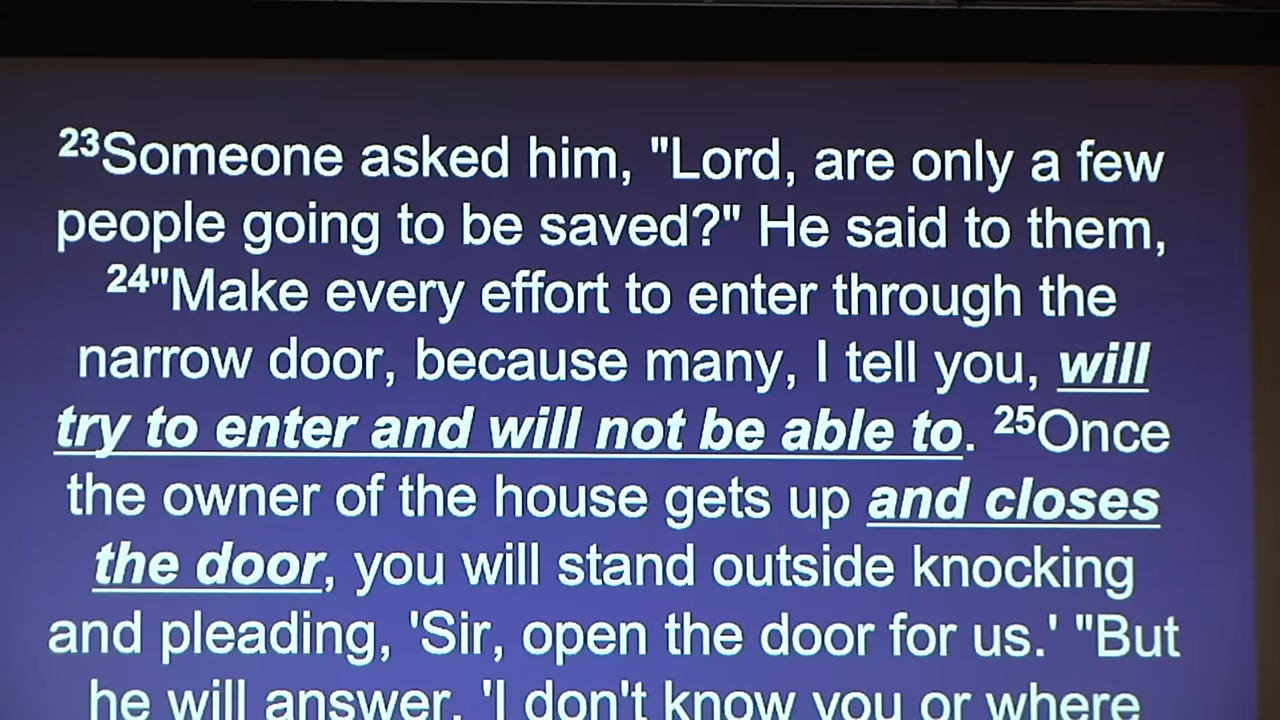 23Someone asked him, "Lord, are only a few
people going to be saved?" He said to them,
24"Make every effort to enter through the
narrow door, because many, I tell you, will
try to enter and will not be able to. 25Once
the owner of the house gets up and closes
the door, you will stand outside knocking
and pleading, 'Sir, open the door for us.' "But
he will answer, 'I don't know you or where